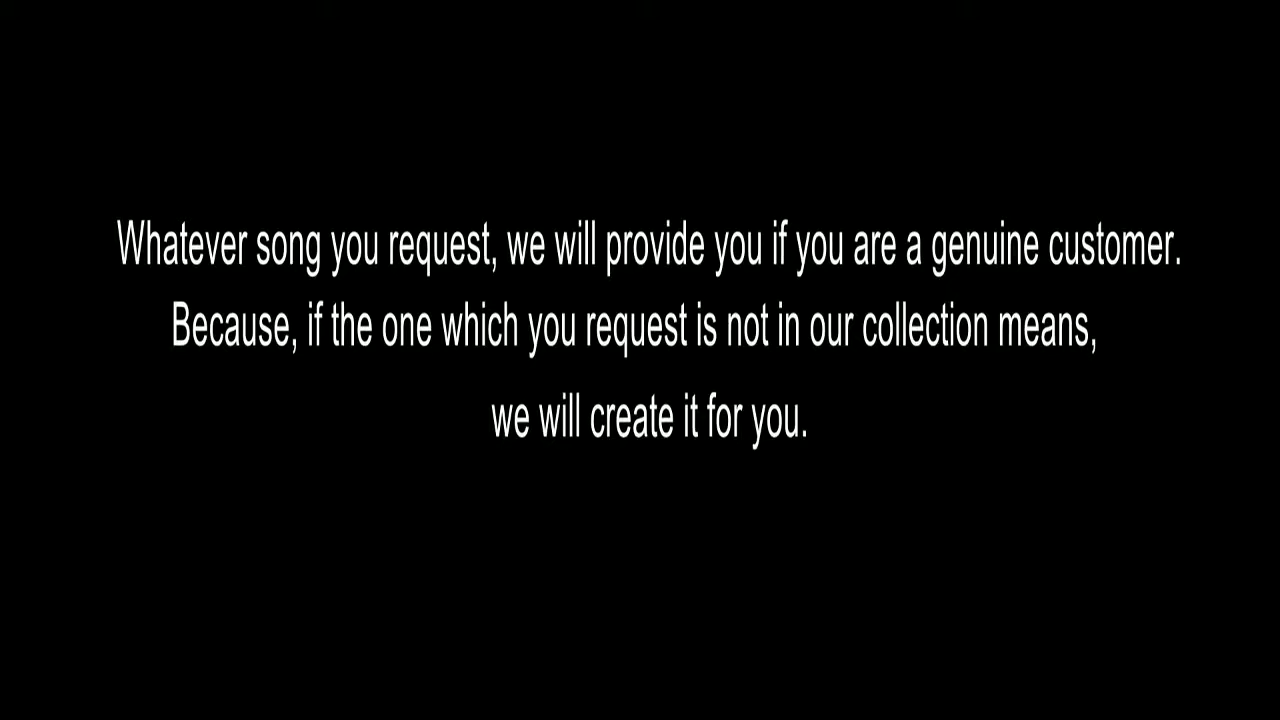 Whatever song you request, we will provide you if you are a genuine customer.
Because, if the one which you request is not in our collection means,
we will create it for you.